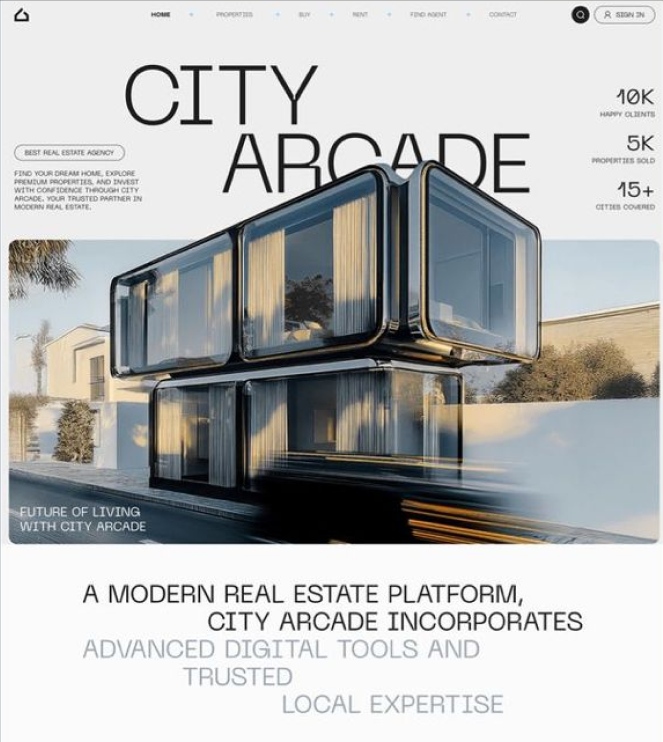 HOME
PROPERTIES
BUY
RENT
FIND AGENT
CONTACT
SIGN IN
CITY
ARCADE
10K
HAPPY CLIENTS
5K
PROPERTIES SOLD
15+
CITIES COVERED
BEST REAL ESTATE AGENCY
FIND YOUR DREAM HOME, EXPLORE
PREMIUM PROPERTIES, AND INVEST
WITH CONFIDENCE THROUGH CITY
ARCADE, YOUR TRUSTED PARTNER IN
MODERN REAL ESTATE.
FUTURE OF LIVING
WITH CITY ARCADE
A MODERN REAL ESTATE PLATFORM,
CITY ARCADE INCORPORATES
ADVANCED DIGITAL TOOLS AND
TRUSTED
LOCAL EXPERTISE